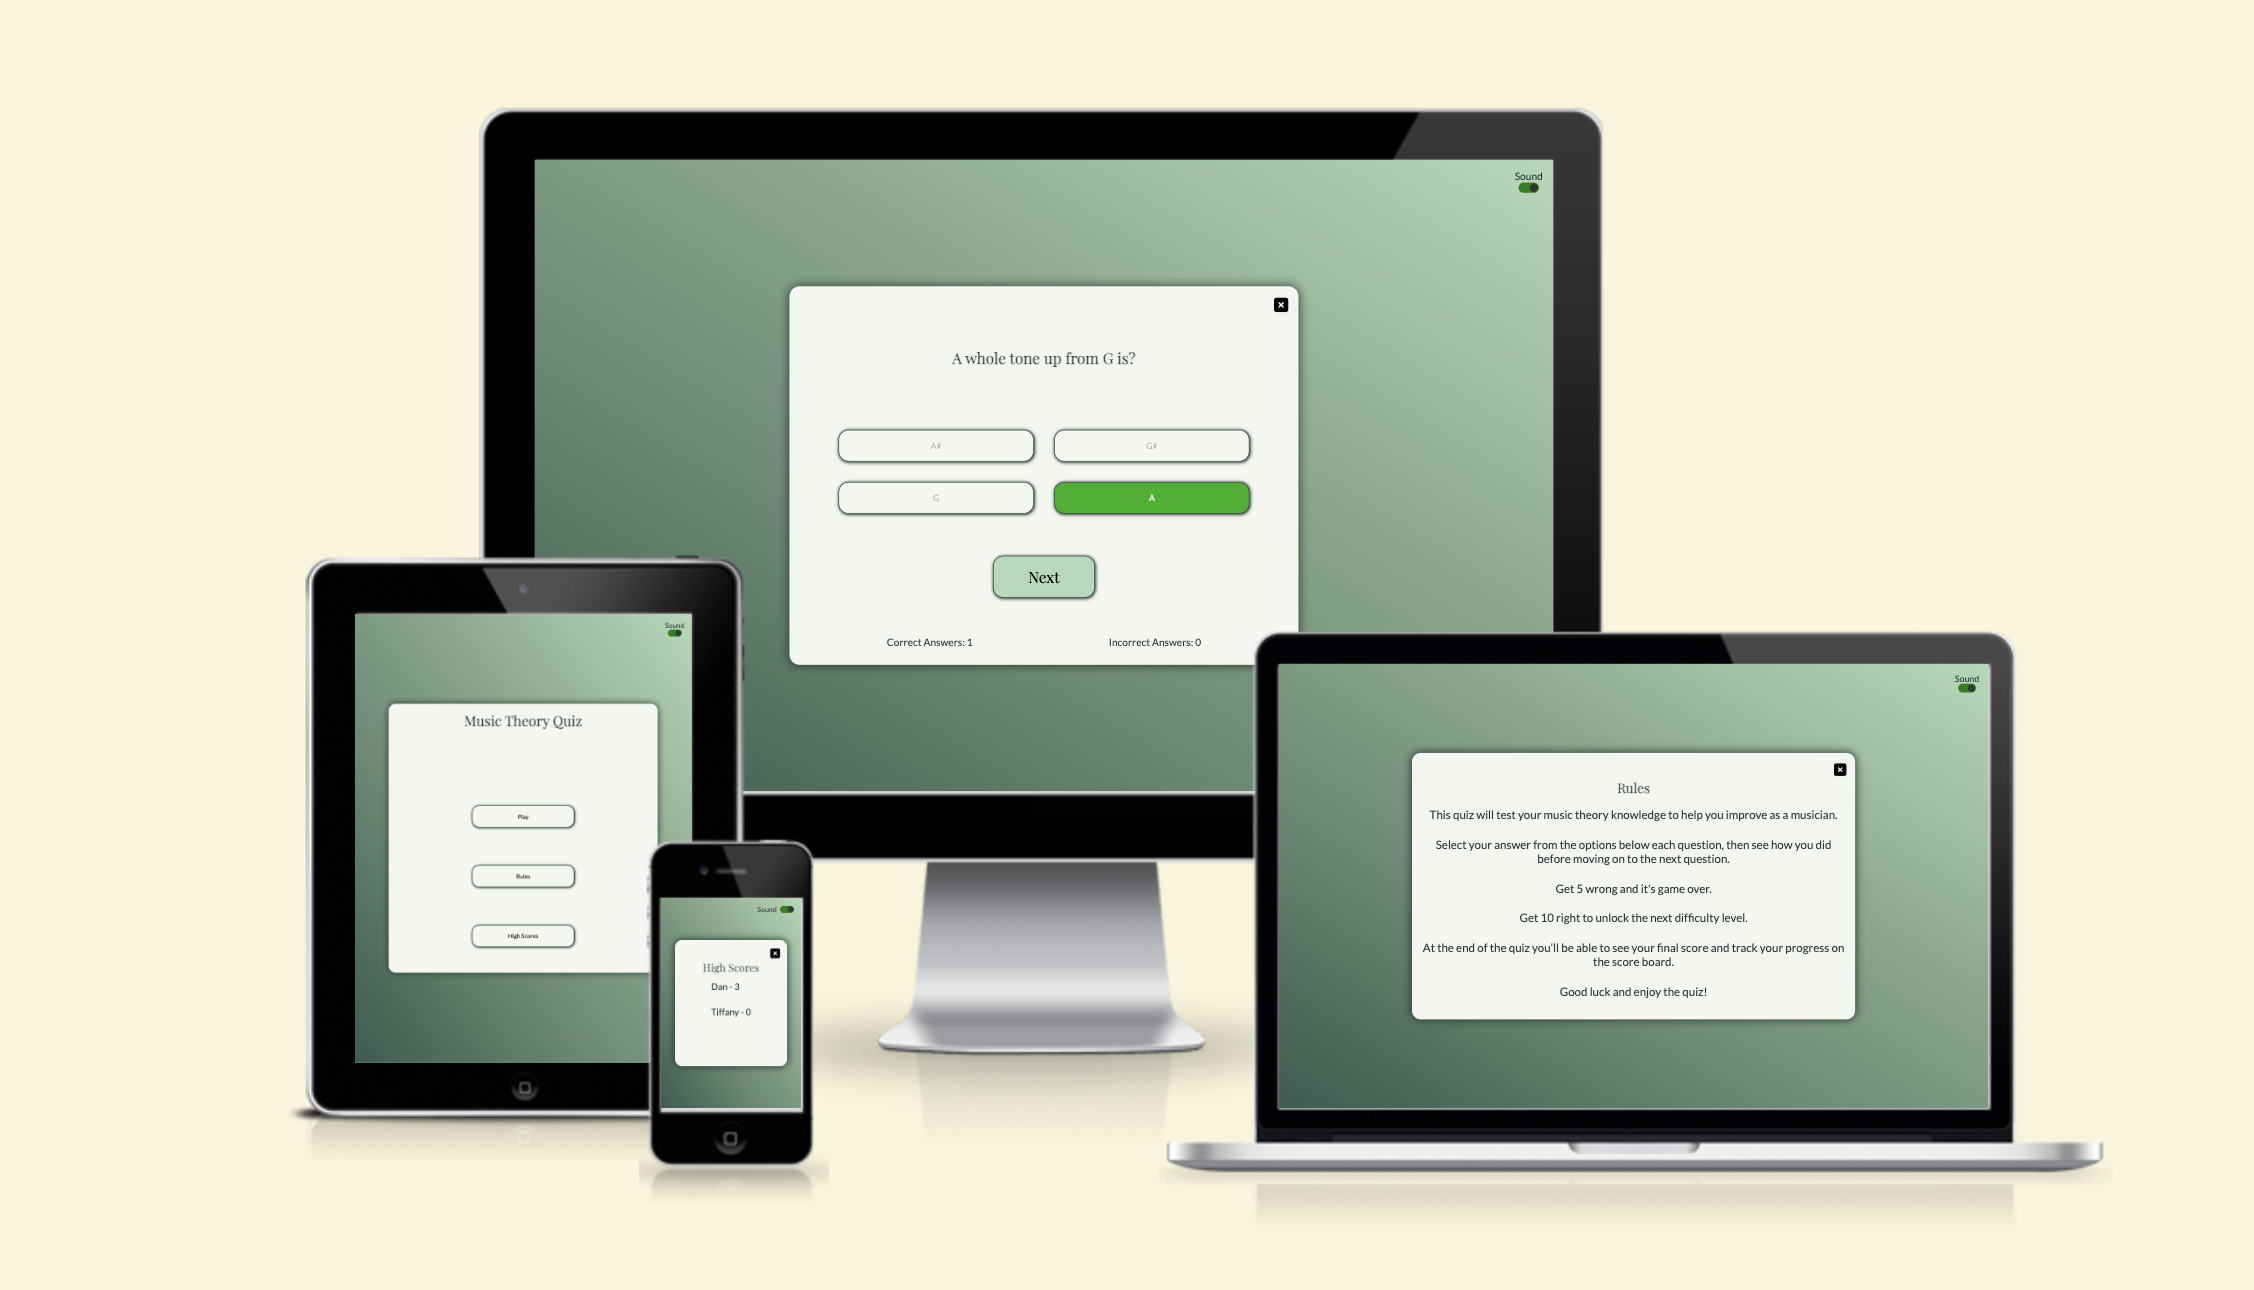 Sound
A whole tone up from G is?
A#
G#
G
A
Next
Correct Answers: 1
Incorrect Answers: 0
Sound
Music Theory Quiz
Play
Rules
High Scores
Sound
High Scores
Dan - 3
Tiffany - 0
Sound
Rules
This quiz will test your music theory knowledge to help you improve as a musician.
Select your answer from the options below each question, then see how you did
before moving on to the next question.
Get 5 wrong and it's game over.
Get 10 right to unlock the next difficulty level.
At the end of the quiz you'll be able to see your final score and track your progress on
the score board.
Good luck and enjoy the quiz!